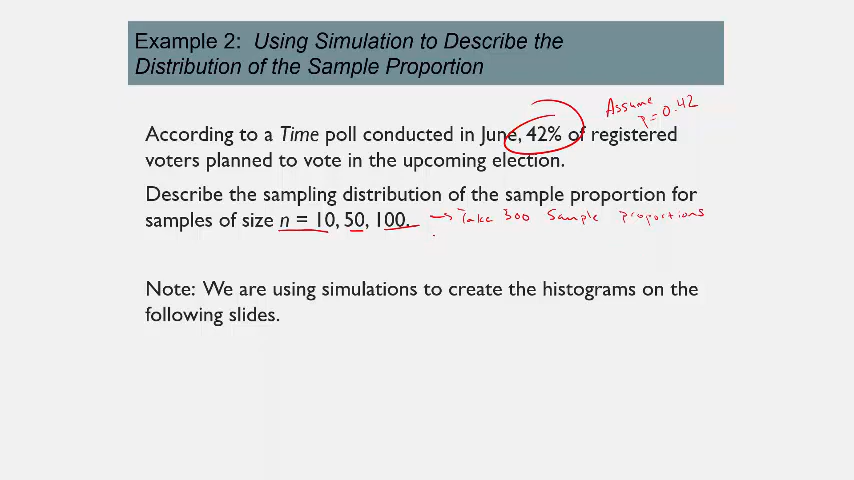 Example 2: Using Simulation to Describe the
Distribution of the Sample Proportion
Assume
p=0.42
According to a Time poll conducted in June, 42% of registered
voters planned to vote in the upcoming election.
Describe the sampling distribution of the sample proportion for
samples of size n = 10, 50, 100. → Take 300 Sample proportions
Note: We are using simulations to create the histograms on the
following slides.